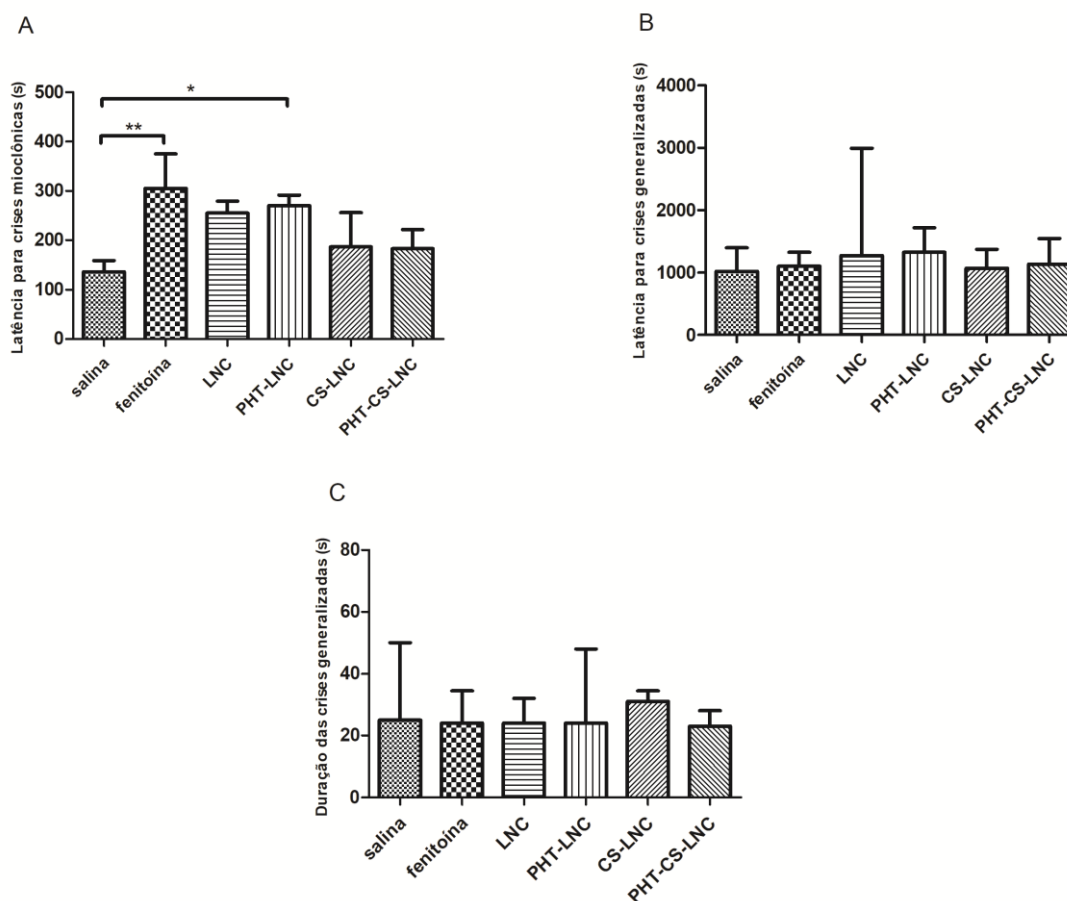 A
Latência para crises mioclônicas (s)
500
400
300
200
100
0
*
**
salina
fenitoína
LNC
PHT-LNC
CS-LNC
PHT-CS-LNC
B
Latência para crises generalizadas (s)
4000
3000
2000
1000
0
salina
fenitoína
LNC
PHT-LNC
CS-LNC
PHT-CS-LNC
C
Duração das crises generalizadas (s)
80
60
40
20
0
salina
fenitoína
LNC
PHT-LNC
CS-LNC
PHT-CS-LNC